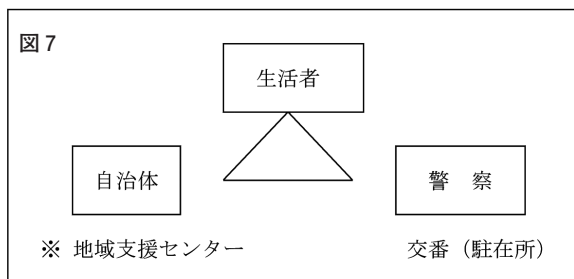 図7
生活者
自治体
警　察
※ 地域支援センター
交番（駐在所）